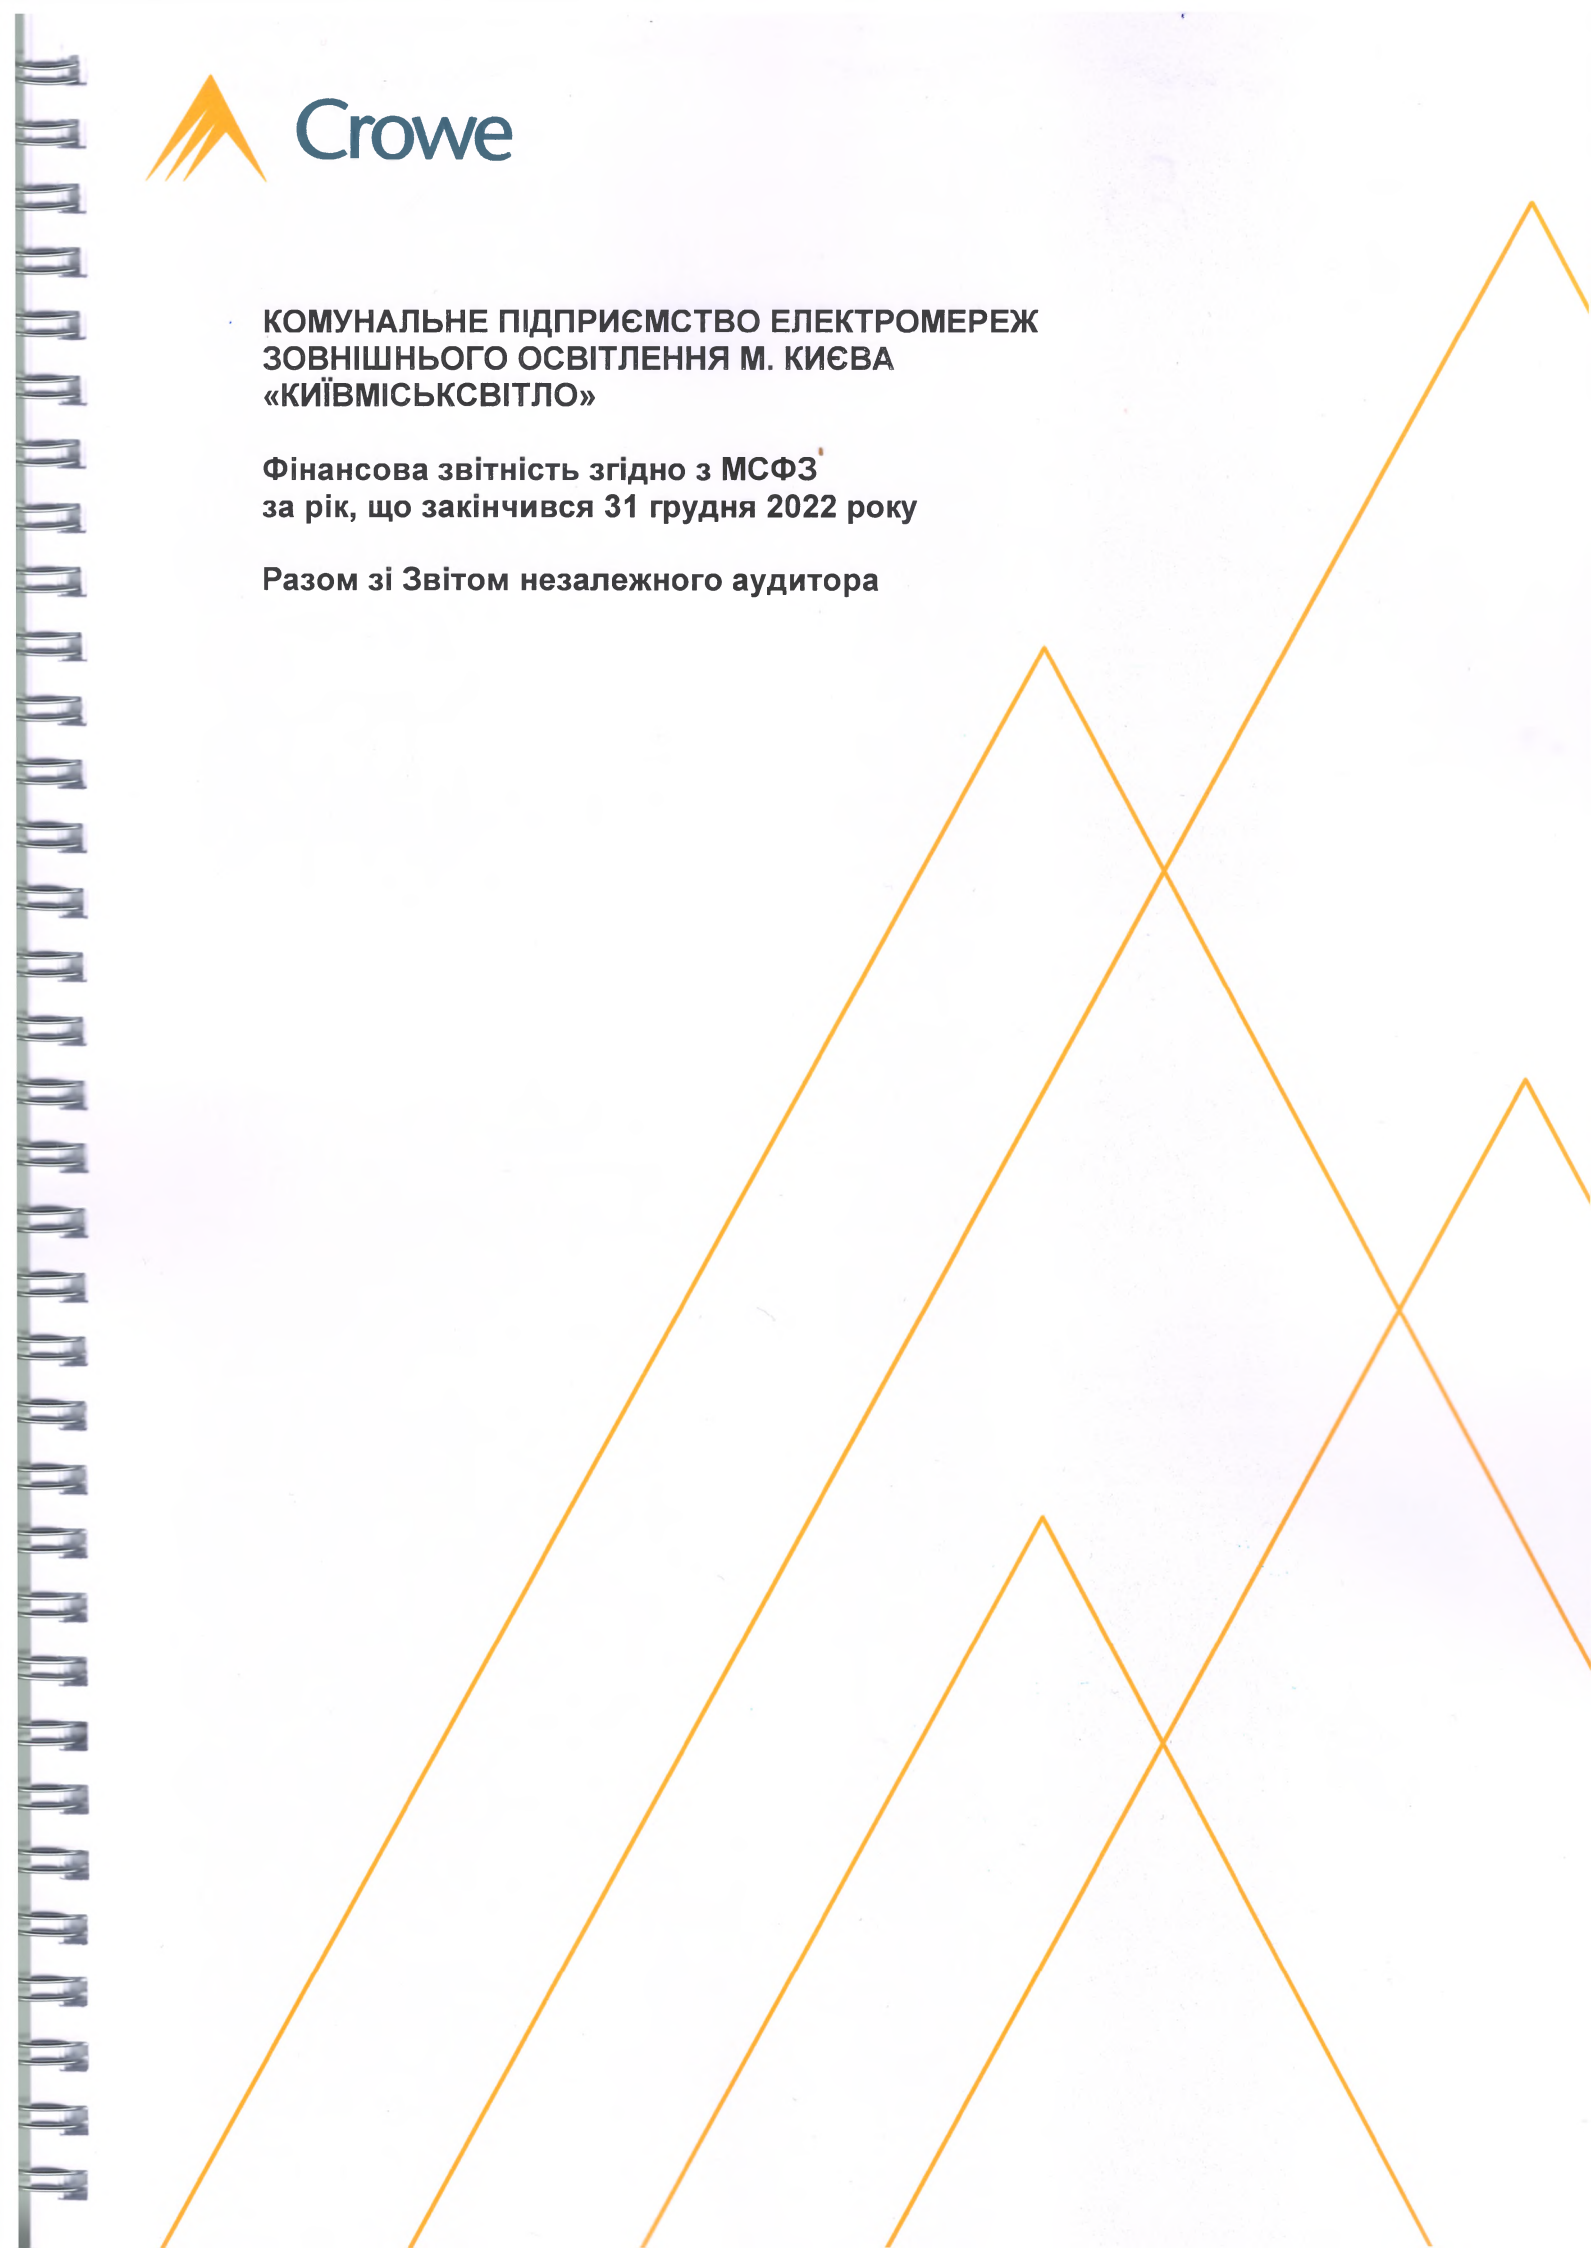 Crowe
КОМУНАЛЬНЕ ПІДПРИЄМСТВО ЕЛЕКТРОМЕРЕЖ
ЗОВНІШНЬОГО ОСВІТЛЕННЯ М. КИЄВА
«КИЇВМІСЬКСВІТЛО»
Фінансова звітність згідно з МСФЗ
за рік, що закінчився 31 грудня 2022 року
Разом зі Звітом незалежного аудитора